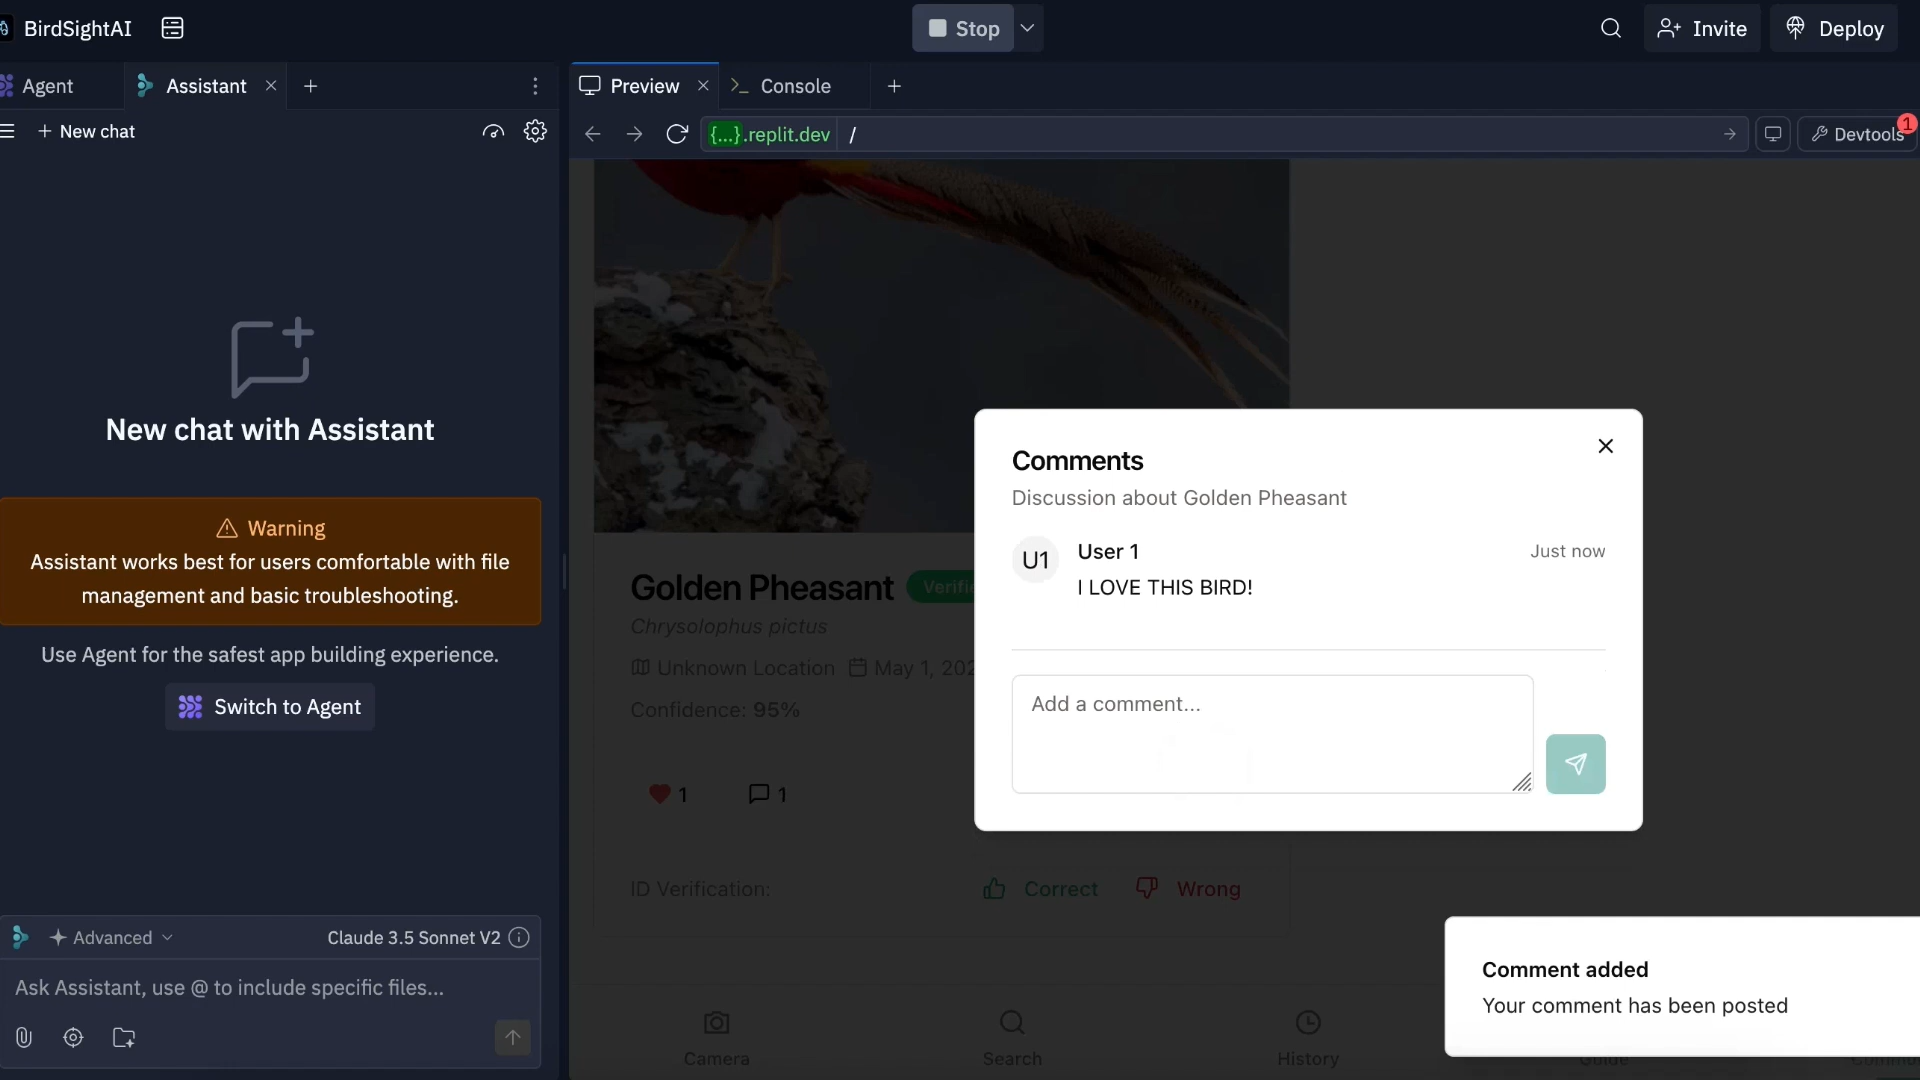 BirdSightAI
Stop
Invite
Deploy
Agent
Assistant
Preview
Console
New chat
{...}.replit.dev /
Devtools
1
New chat with Assistant
Warning
Assistant works best for users comfortable with file
management and basic troubleshooting.
Use Agent for the safest app building experience.
Switch to Agent
Advanced
Claude 3.5 Sonnet V2
Ask Assistant, use @ to include specific files...
Golden Pheasant
Chrysolophus pictus
Unknown Location
May 1,
Confidence: 95%
1
1
ID Verification:
Correct
Wrong
Comments
Discussion about Golden Pheasant
U1
User 1
Just now
I LOVE THIS BIRD!
Add a comment...
Comment added
Your comment has been posted
Camera
Search
History
Guide